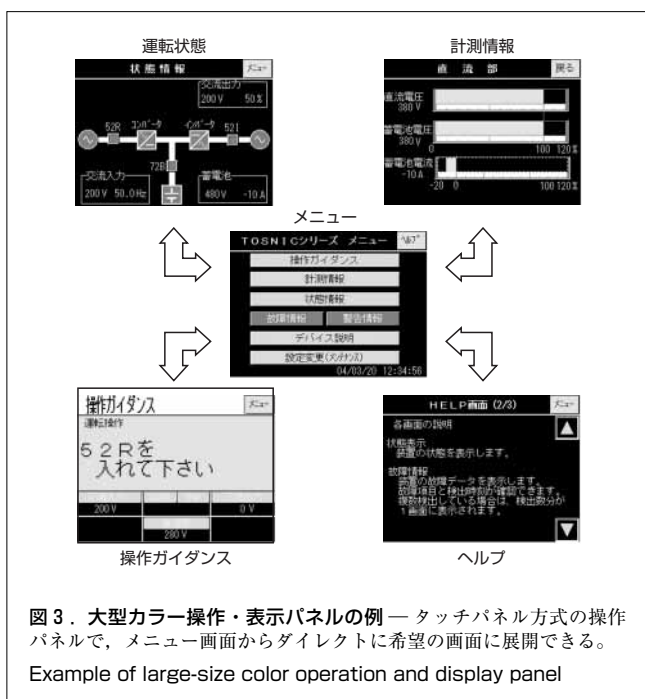 運転状態
計測情報
状態情報
メニュー
交流出力
200V 50%
52R コンバータ インバータ 52I
72B
交流入力
200V 50.0Hz
蓄電池
480V -10A
直流部
戻る
直流電圧
380V
蓄電池電圧
380V
0 100 120%
蓄電池電流
-10A
-20 0 100 120%
メニュー
TOSNICシリーズ メニュー
ヘルプ
操作ガイダンス
計測情報
状態情報
故障情報 警告情報
デバイス説明
設定変更(メンテナンス)
04/03/20 12:34:56
操作ガイダンス
メニュー
運転操作
52Rを
入れて下さい
200V
0V
280V
操作ガイダンス
HELP画面 (2/3)
メニュー
各画面の説明
状態表示
装置の状態を表示します。
故障情報
装置の故障データを表示します。
故障項目と検出時刻が確認できます。
複数検出している場合は、検出数分が
1画面に表示されます。
ヘルプ
図3．大型カラー操作・表示パネルの例 — タッチパネル方式の操作
パネルで，メニュー画面からダイレクトに希望の画面に展開できる。
Example of large-size color operation and display panel